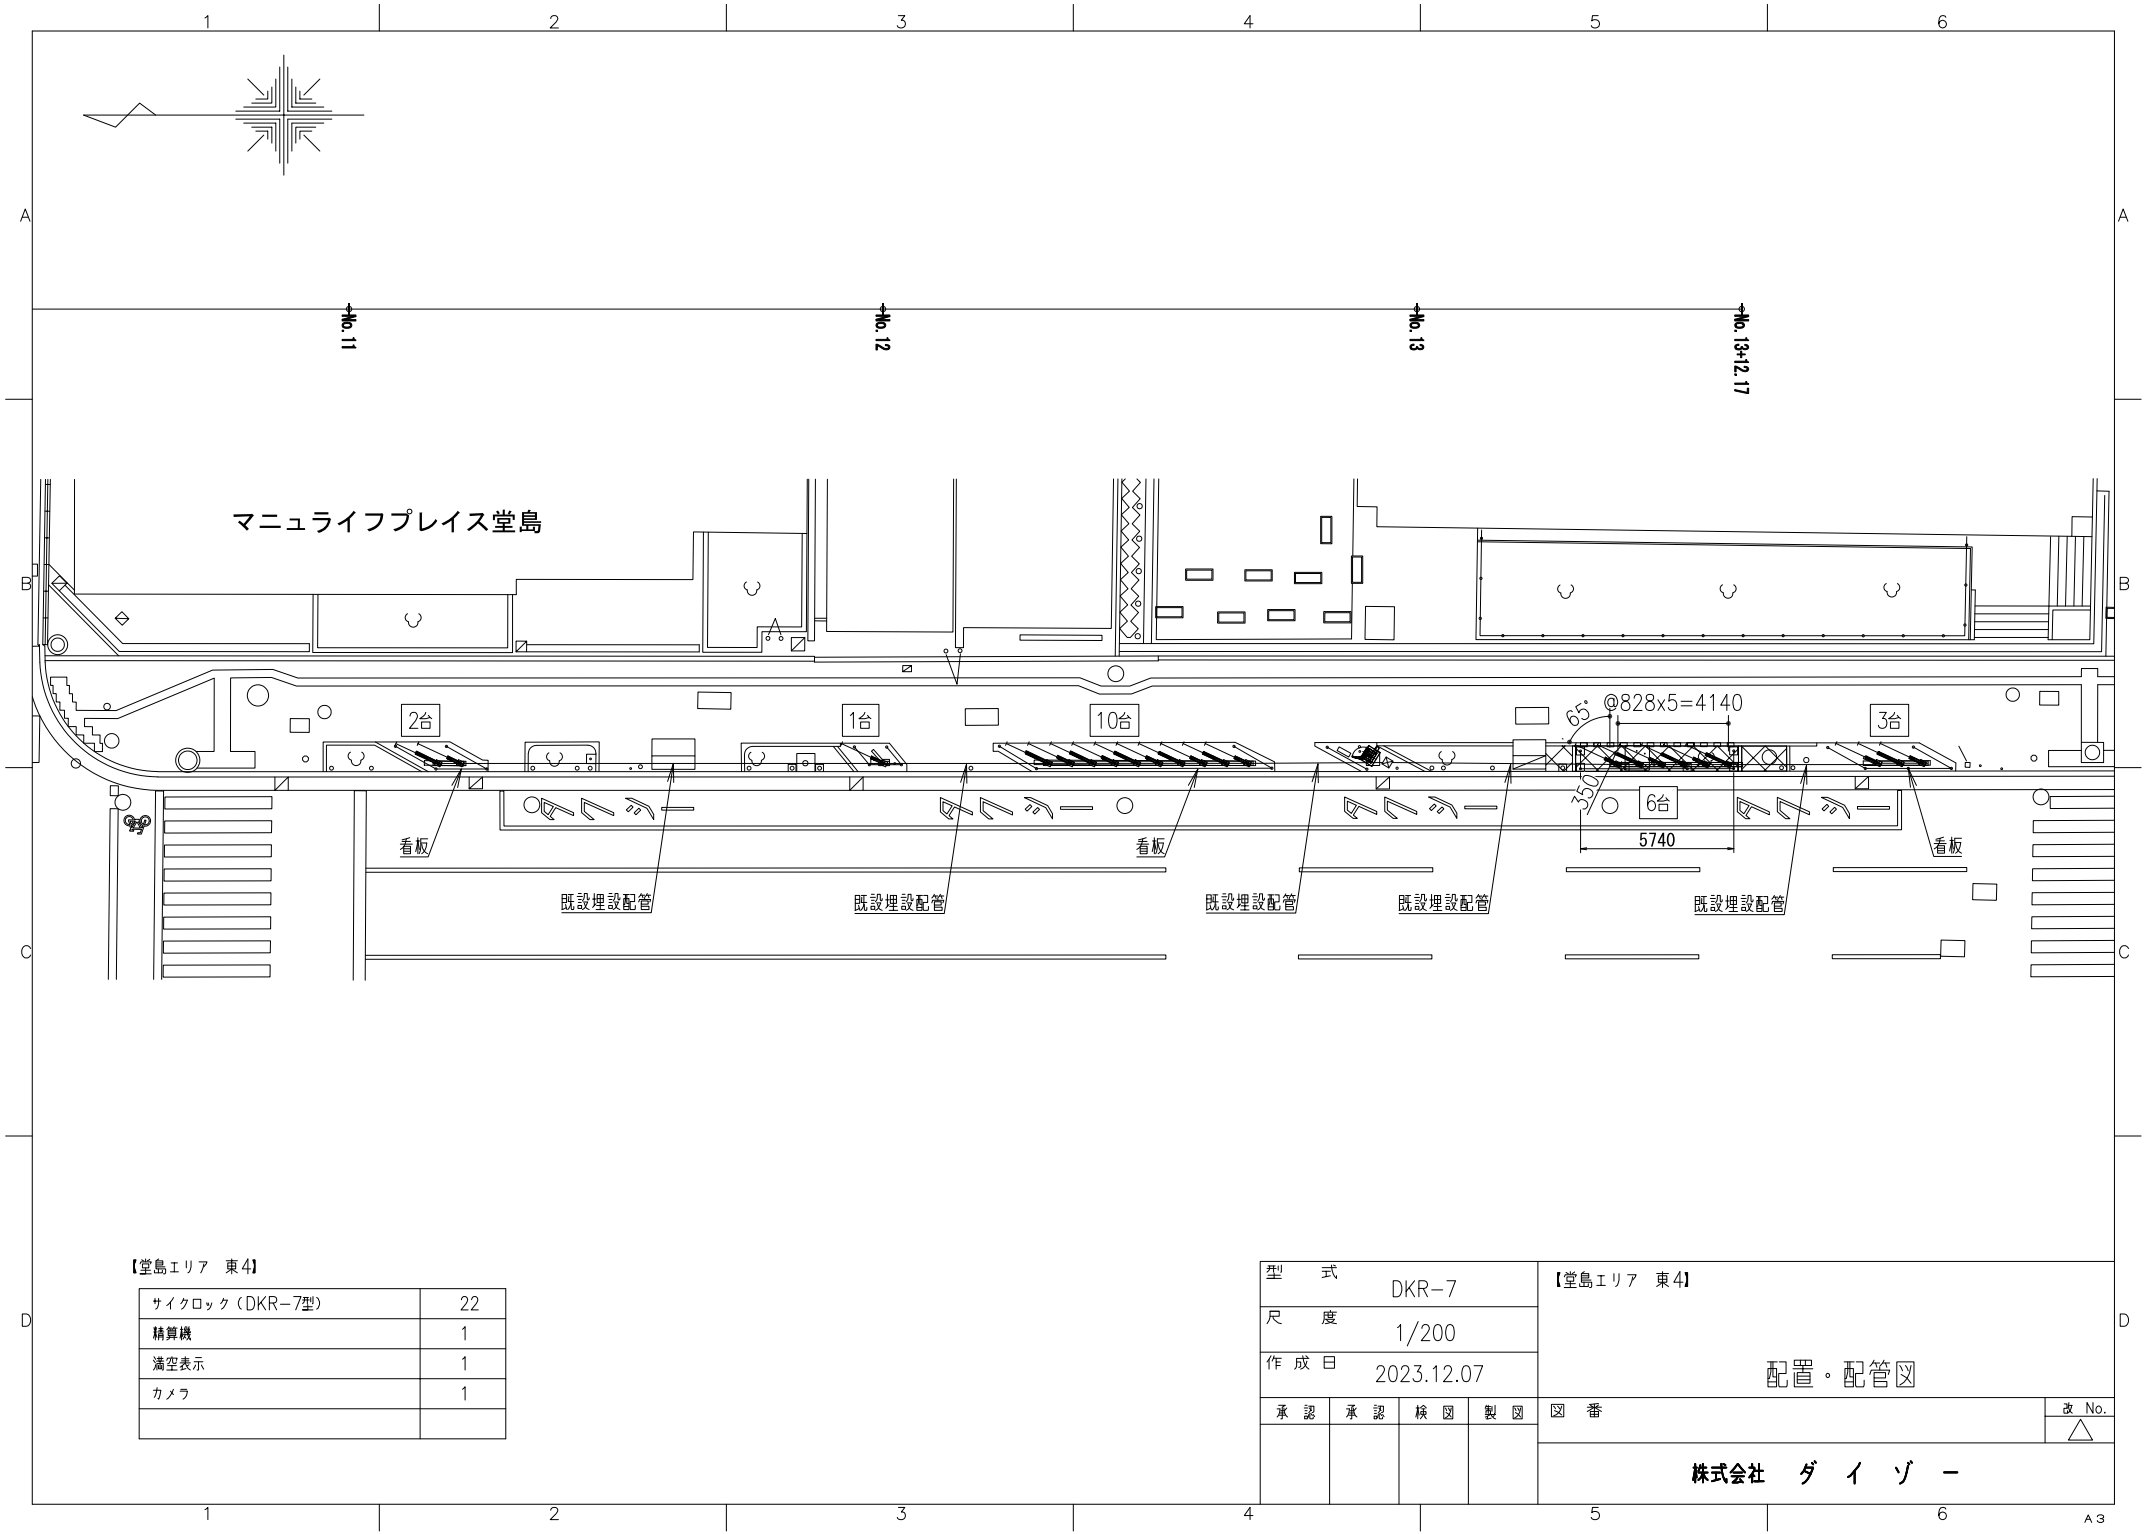 1 2 3 4 5 6
A A
No.11 No.12 No.13 No.13+12.17
マニュライフプレイス堂島
B B
@828x5=4140
65°
2台 1台 10台 3台
350
6台
5740
看板 看板 看板
既設埋設配管 既設埋設配管 既設埋設配管 既設埋設配管 既設埋設配管
C C
【堂島エリア 東4】
サイクロック(DKR-7型) 22
精算機 1
満空表示 1
カメラ 1
D D
型 式 DKR-7
尺 度 1/200
作成日 2023.12.07
承 認 承 認 検 図 製 図
【堂島エリア 東4】
配置・配管図
図 番
改 No.
株式会社 ダ イ ゾ ー
1 2 3 4 5 6
A3